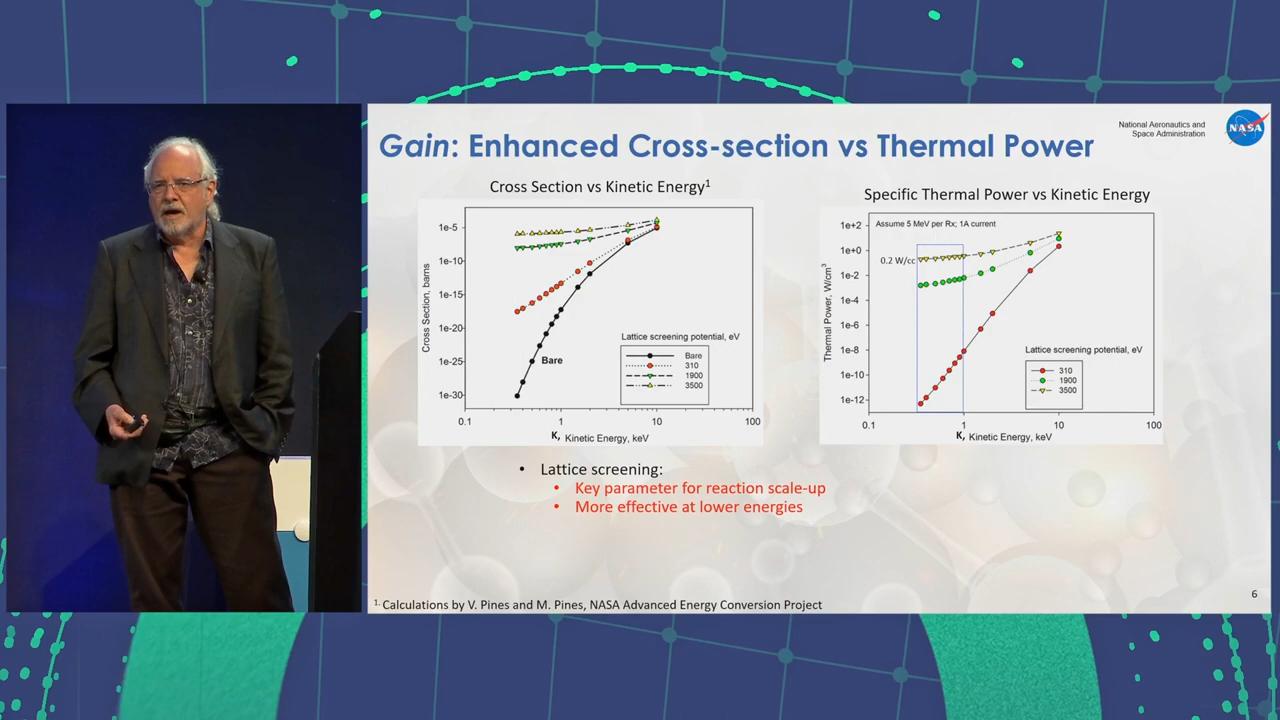 National Aeronautics and
Space Administration
NASA
Gain: Enhanced Cross-section vs Thermal Power
Cross Section vs Kinetic Energy1
1e-5
1e-10
1e-15
1e-20
1e-25
1e-30
Cross Section, barns
Bare
Lattice screening potential, eV
Bare
310
1900
3500
0.1
1
10
100
K, Kinetic Energy, keV
Specific Thermal Power vs Kinetic Energy
Assume 5 MeV per Rx; 1A current
1e+2
1e+0
0.2 W/cc
1e-2
1e-4
1e-6
1e-8
1e-10
1e-12
Thermal Power, W/cm3
Lattice screening potential, eV
310
1900
3500
0.1
1
10
100
K, Kinetic Energy, keV
• Lattice screening:
• Key parameter for reaction scale-up
• More effective at lower energies
1. Calculations by V. Pines and M. Pines, NASA Advanced Energy Conversion Project
6